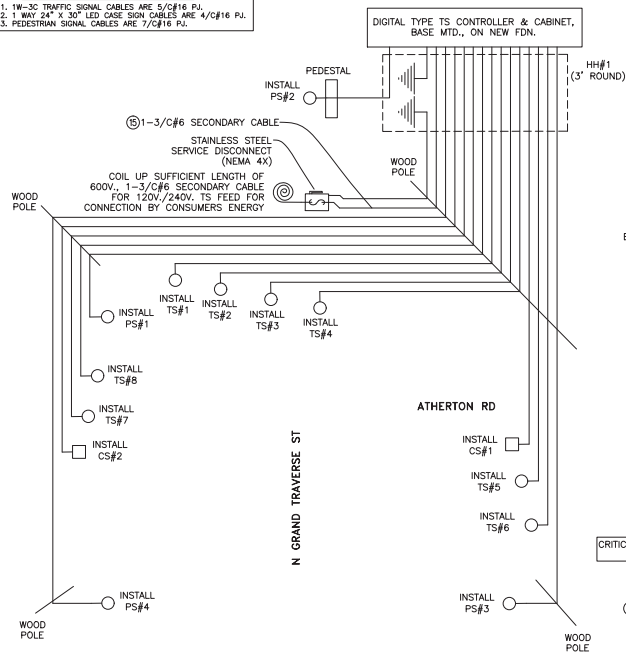 1. 1W-3C TRAFFIC SIGNAL CABLES ARE 5/C#16 PJ.
2. 1 WAY 24" X 30" LED CASE SIGN CABLES ARE 4/C#16 PJ.
3. PEDESTRIAN SIGNAL CABLES ARE 7/C#16 PJ.
DIGITAL TYPE TS CONTROLLER & CABINET,
BASE MTD., ON NEW FDN.
HH#1
(3' ROUND)
PEDESTAL
INSTALL
PS#2
⑮1-3/C#6 SECONDARY CABLE
STAINLESS STEEL
SERVICE DISCONNECT
(NEMA 4X)
COIL UP SUFFICIENT LENGTH OF
600V., 1-3/C#6 SECONDARY CABLE
FOR 120V./240V. TS FEED FOR
CONNECTION BY CONSUMERS ENERGY
WOOD
POLE
WOOD
POLE
INSTALL
PS#1
INSTALL
TS#1
INSTALL
TS#2
INSTALL
TS#3
INSTALL
TS#4
INSTALL
TS#8
INSTALL
TS#7
INSTALL
CS#2
ATHERTON RD
N GRAND TRAVERSE ST
INSTALL
CS#1
INSTALL
TS#5
INSTALL
TS#6
CRITIC
INSTALL
PS#4
INSTALL
PS#3
WOOD
POLE
WOOD
POLE